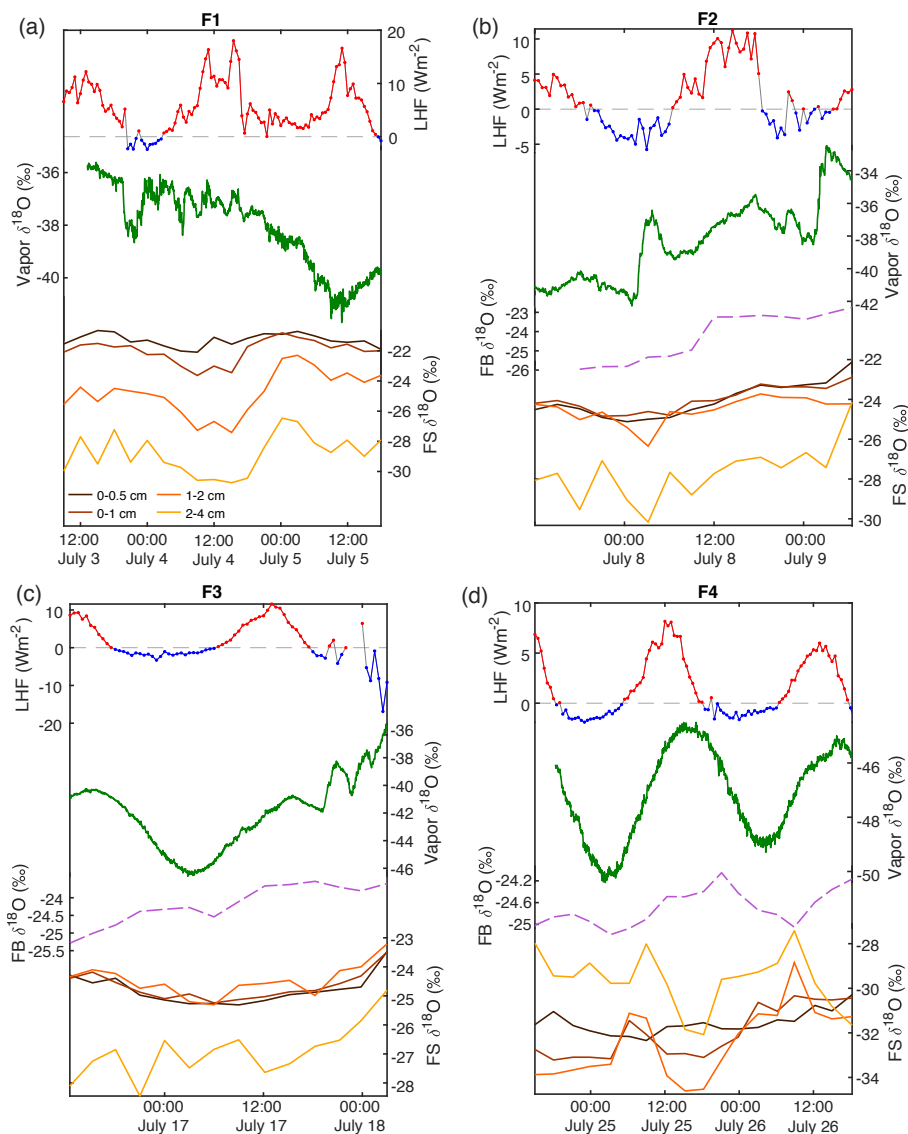 (a)
F1
20
10
0
LHF (Wm-2)
-36
-38
-40
Vapor δ18O (‰)
-22
-24
-26
-28
-30
FS δ18O (‰)
0-0.5 cm
1-2 cm
0-1 cm
2-4 cm
12:00
00:00
12:00
00:00
12:00
July 3
July 4
July 4
July 5
July 5
(b)
F2
10
5
0
-5
LHF (Wm-2)
-34
-36
-38
-40
-42
Vapor δ18O (‰)
-23
-24
-25
-26
FB δ18O (‰)
-22
-24
-26
-28
-30
FS δ18O (‰)
00:00
12:00
00:00
July 8
July 8
July 9
(c)
F3
10
0
-10
-20
LHF (Wm-2)
-36
-38
-40
-42
-44
-46
Vapor δ18O (‰)
-24
-24.5
-25
-25.5
FB δ18O (‰)
-23
-24
-25
-26
-27
-28
FS δ18O (‰)
00:00
12:00
00:00
July 17
July 17
July 18
(d)
F4
10
5
0
LHF (Wm-2)
-46
-48
-50
Vapor δ18O (‰)
-24.2
-24.6
-25
FB δ18O (‰)
-28
-30
-32
-34
FS δ18O (‰)
00:00
12:00
00:00
12:00
July 25
July 25
July 26
July 26